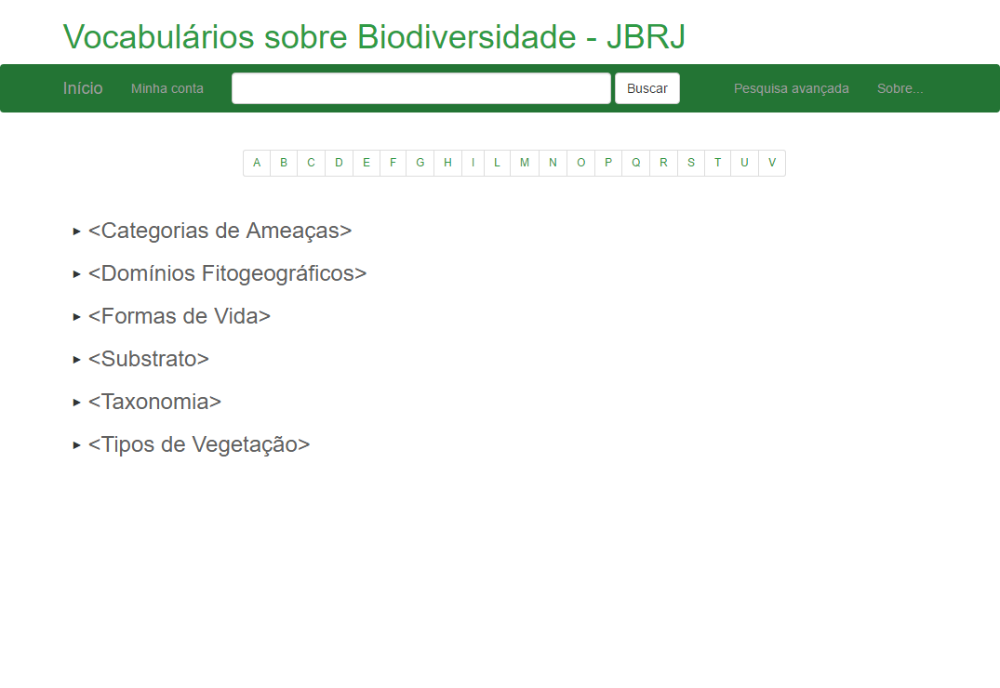 Vocabulários sobre Biodiversidade - JBRJ
Início Minha conta Buscar Pesquisa avançada Sobre...
A B C D E F G H I L M N O P Q R S T U V
► <Categorias de Ameaças>
► <Domínios Fitogeográficos>
► <Formas de Vida>
► <Substrato>
► <Taxonomia>
► <Tipos de Vegetação>